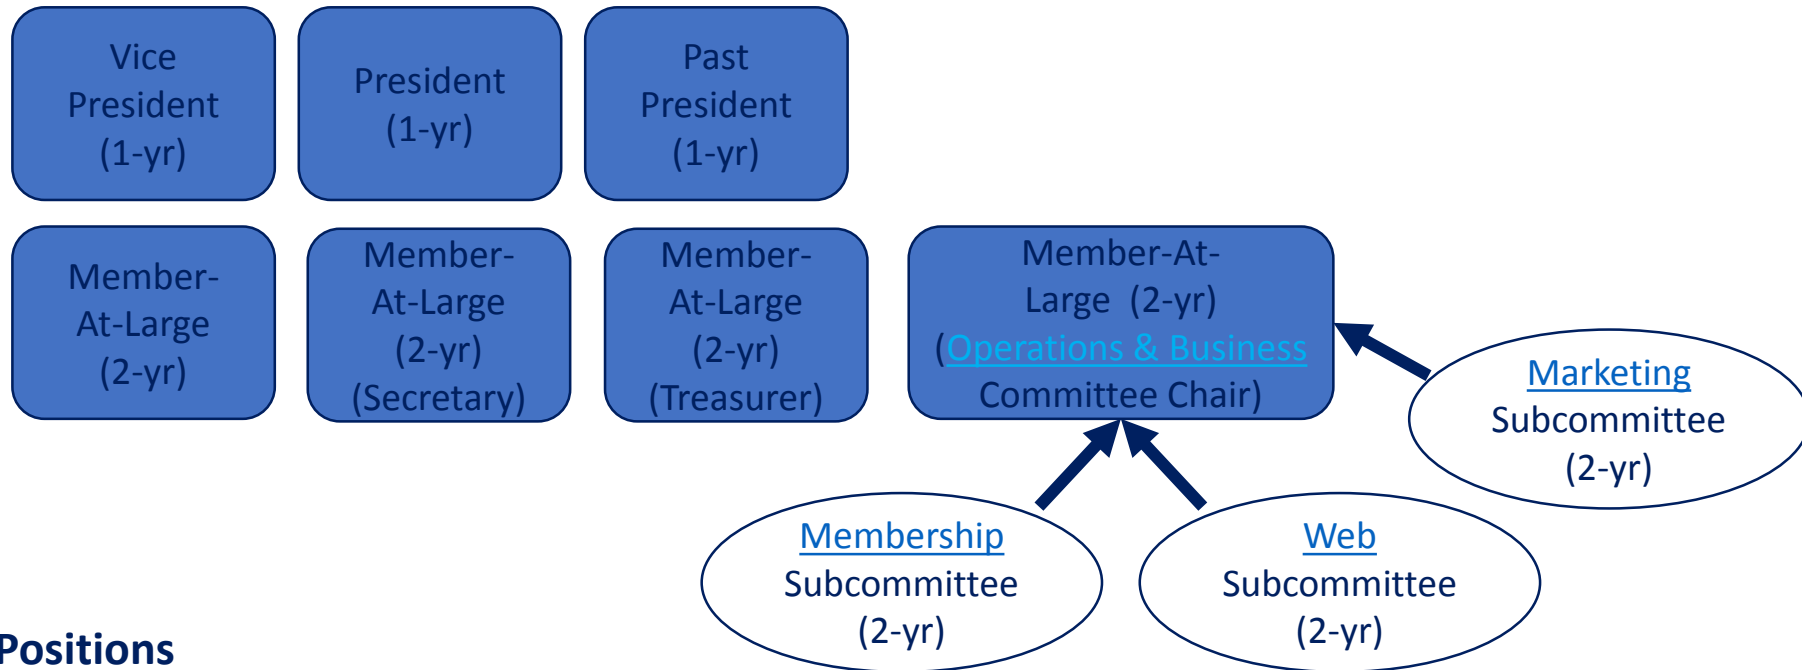 Vice
President
(1-yr)
President
(1-yr)
Past
President
(1-yr)
Member-
At-Large
(2-yr)
Member-
At-Large
(2-yr)
(Secretary)
Member-
At-Large
(2-yr)
(Treasurer)
Member-At-
Large (2-yr)
(Operations & Business
Committee Chair)
Marketing
Subcommittee
(2-yr)
Membership
Subcommittee
(2-yr)
Web
Subcommittee
(2-yr)
Positions